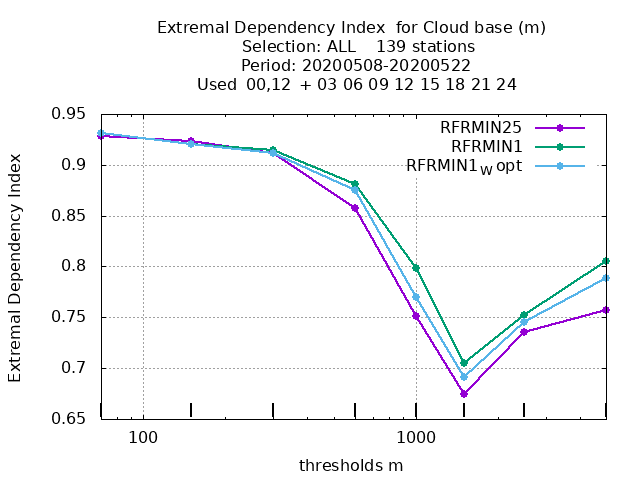 Extremal Dependency Index  for Cloud base (m)
Selection: ALL    139 stations
Period: 20200508-20200522
Used  00,12  + 03 06 09 12 15 18 21 24
RFRMIN25
RFRMIN1
RFRMIN1W opt
0.95
0.9
0.85
0.8
0.75
0.7
0.65
Extremal Dependency Index
100
1000
thresholds m